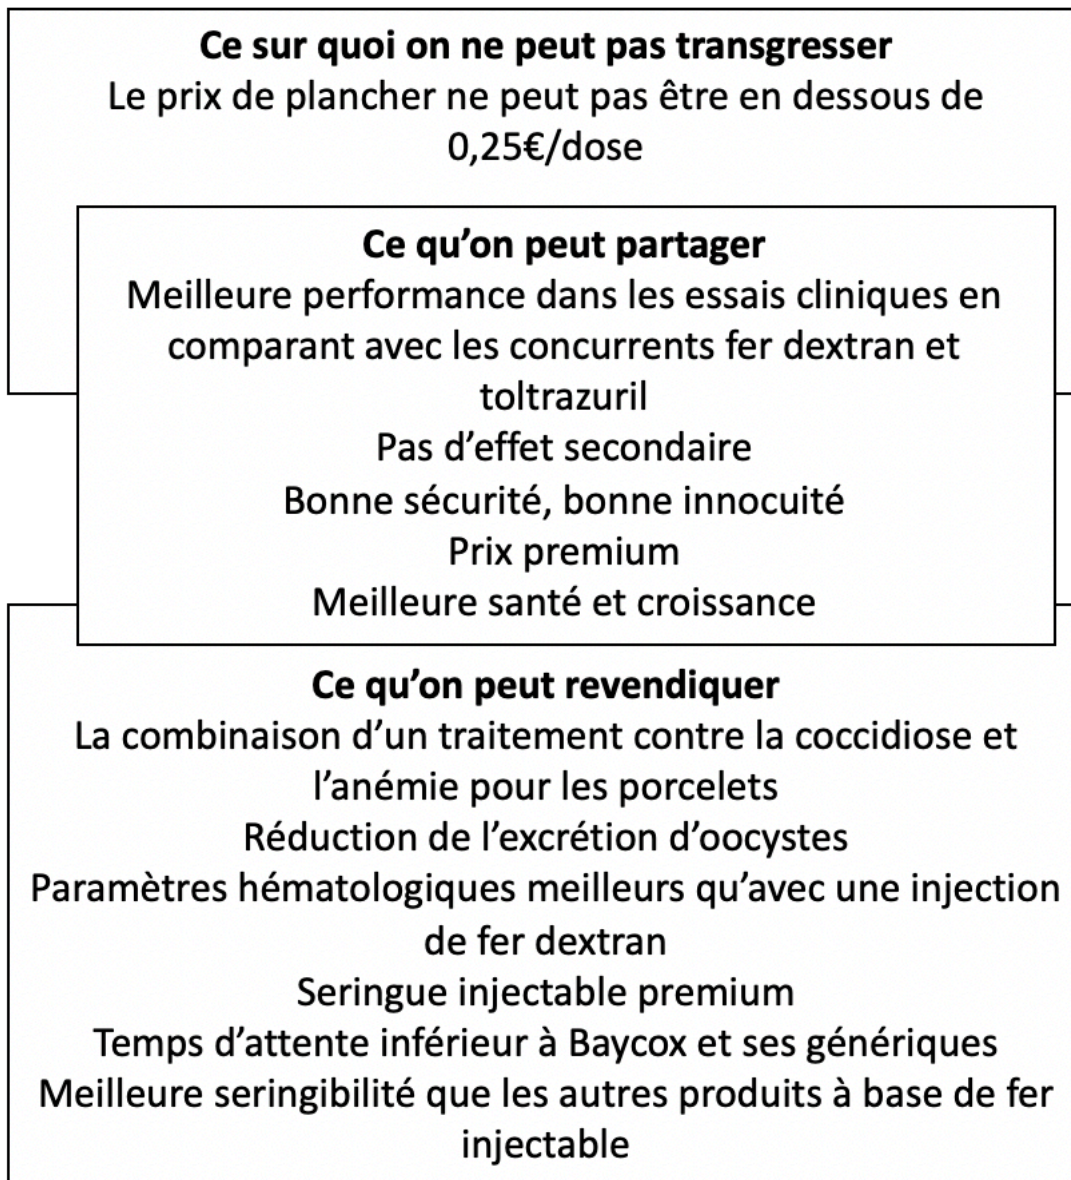 Ce sur quoi on ne peut pas transgresser
Le prix de plancher ne peut pas être en dessous de
0,25€/dose
Ce qu’on peut partager
Meilleure performance dans les essais cliniques en
comparant avec les concurrents fer dextran et
toltrazuril
Pas d’effet secondaire
Bonne sécurité, bonne innocuité
Prix premium
Meilleure santé et croissance
Ce qu’on peut revendiquer
La combinaison d’un traitement contre la coccidiose et
l’anémie pour les porcelets
Réduction de l’excrétion d’oocystes
Paramètres hématologiques meilleurs qu’avec une injection
de fer dextran
Seringue injectable premium
Temps d’attente inférieur à Baycox et ses génériques
Meilleure seringibilité que les autres produits à base de fer
injectable